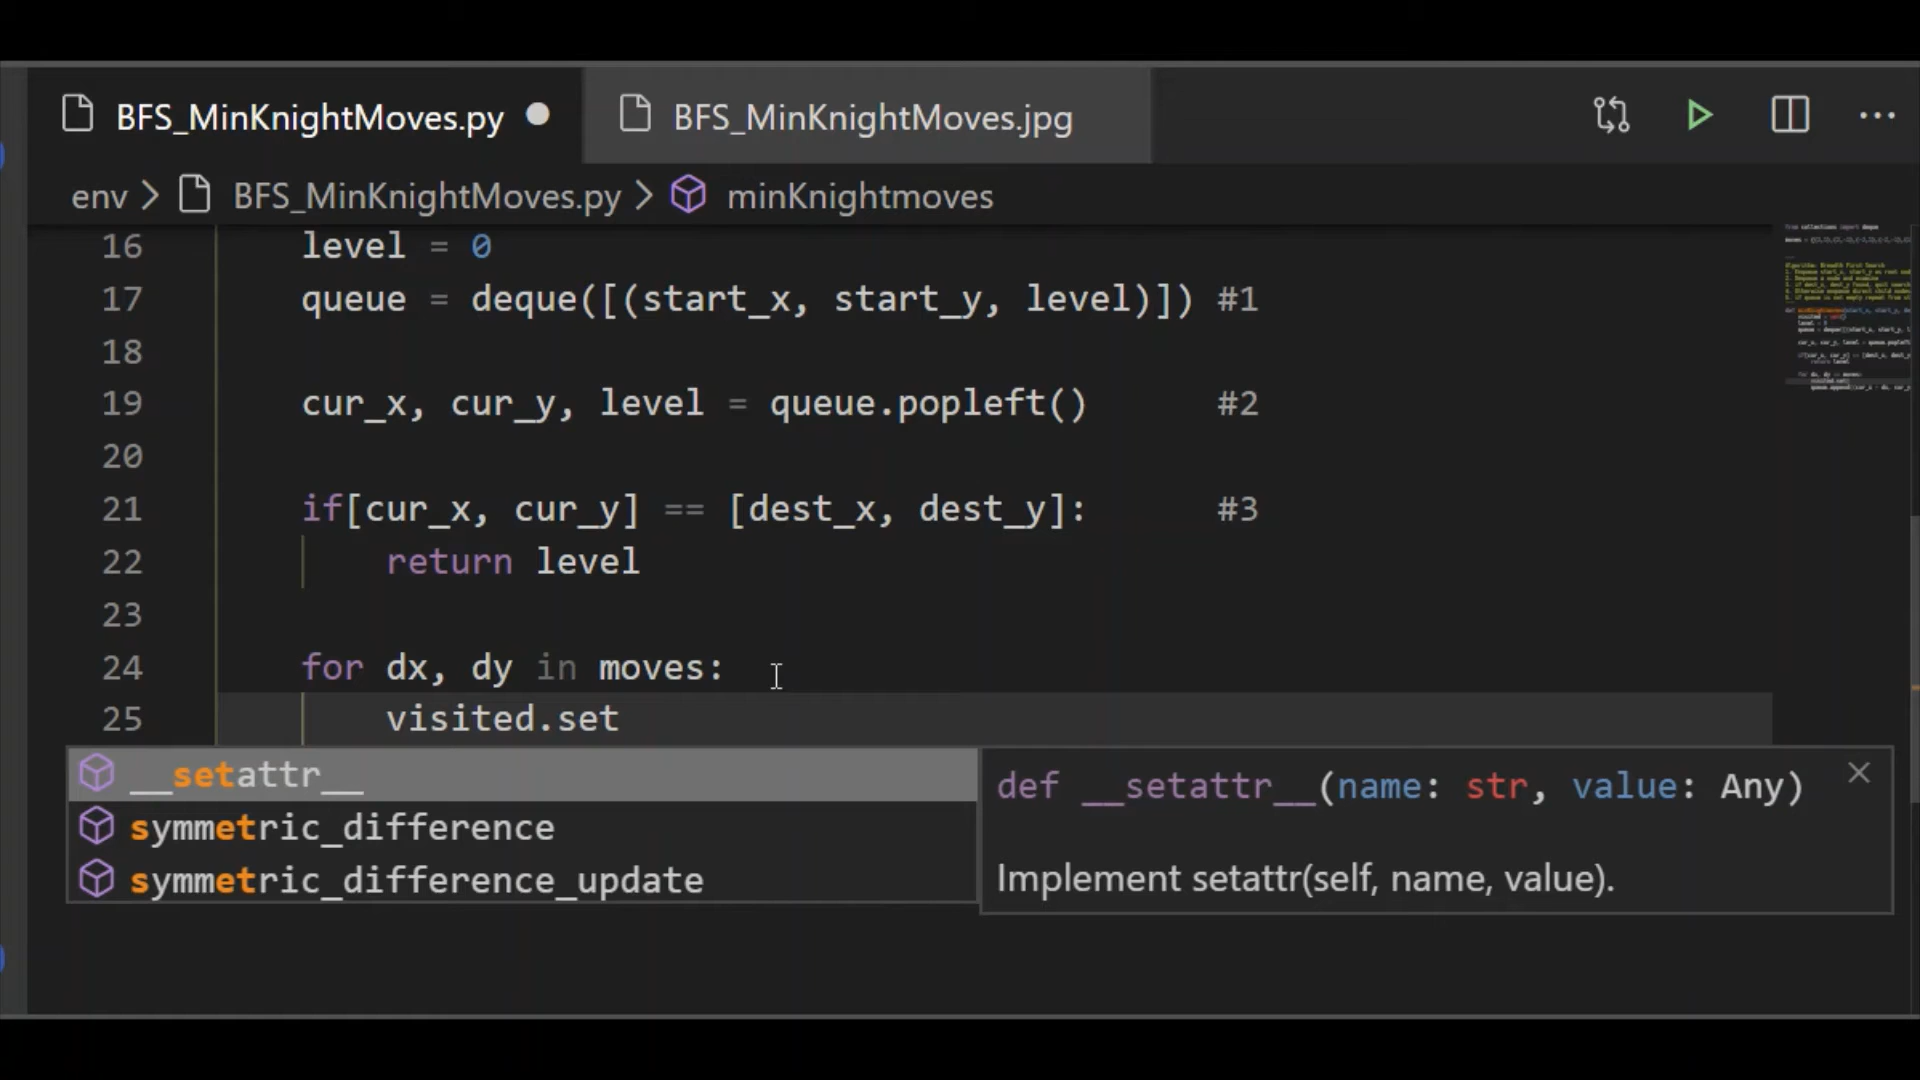 BFS_MinKnightMoves.py
BFS_MinKnightMoves.jpg
env > BFS_MinKnightMoves.py > minKnightmoves
16 level = 0
17 queue = deque([(start_x, start_y, level)]) #1
18
19 cur_x, cur_y, level = queue.popleft() #2
20
21 if[cur_x, cur_y] == [dest_x, dest_y]: #3
22 return level
23
24 for dx, dy in moves:
25 visited.set
__setattr__
symmetric_difference
symmetric_difference_update
def __setattr__(name: str, value: Any)
Implement setattr(self, name, value).